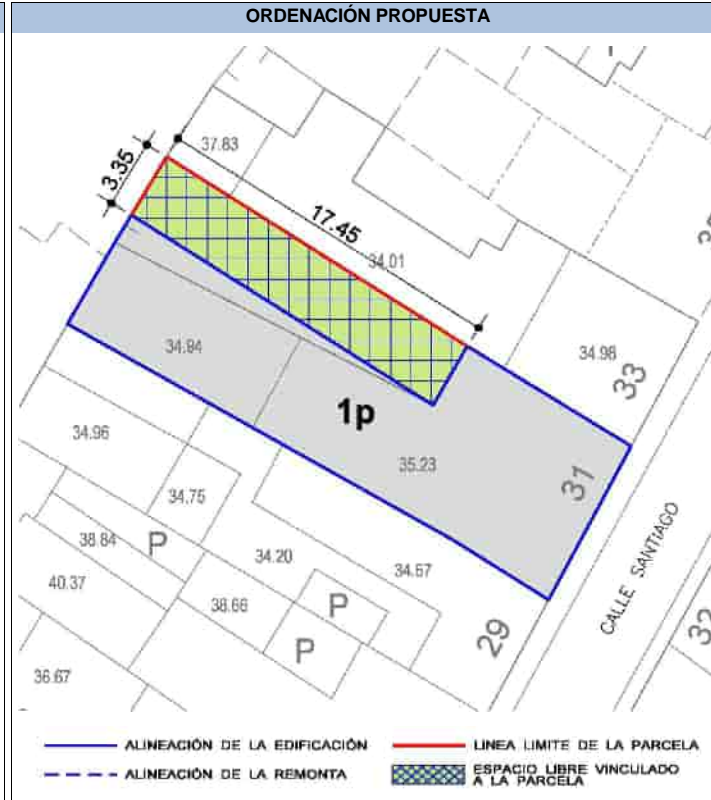 ORDENACIÓN PROPUESTA
37.83
3.35
17.45
34.01
34.98
33
34.94
1p
35.23
31
34.96
34.75
38.84
P
34.20
34.57
CALLE SANTIAGO
40.37
38.66
P
P
29
32
36.67
ALINEACIÓN DE LA EDIFICACIÓN
LINEA LIMITE DE LA PARCELA
ALINEACIÓN DE LA REMONTA
ESPACIO LIBRE VINCULADO
A LA PARCELA